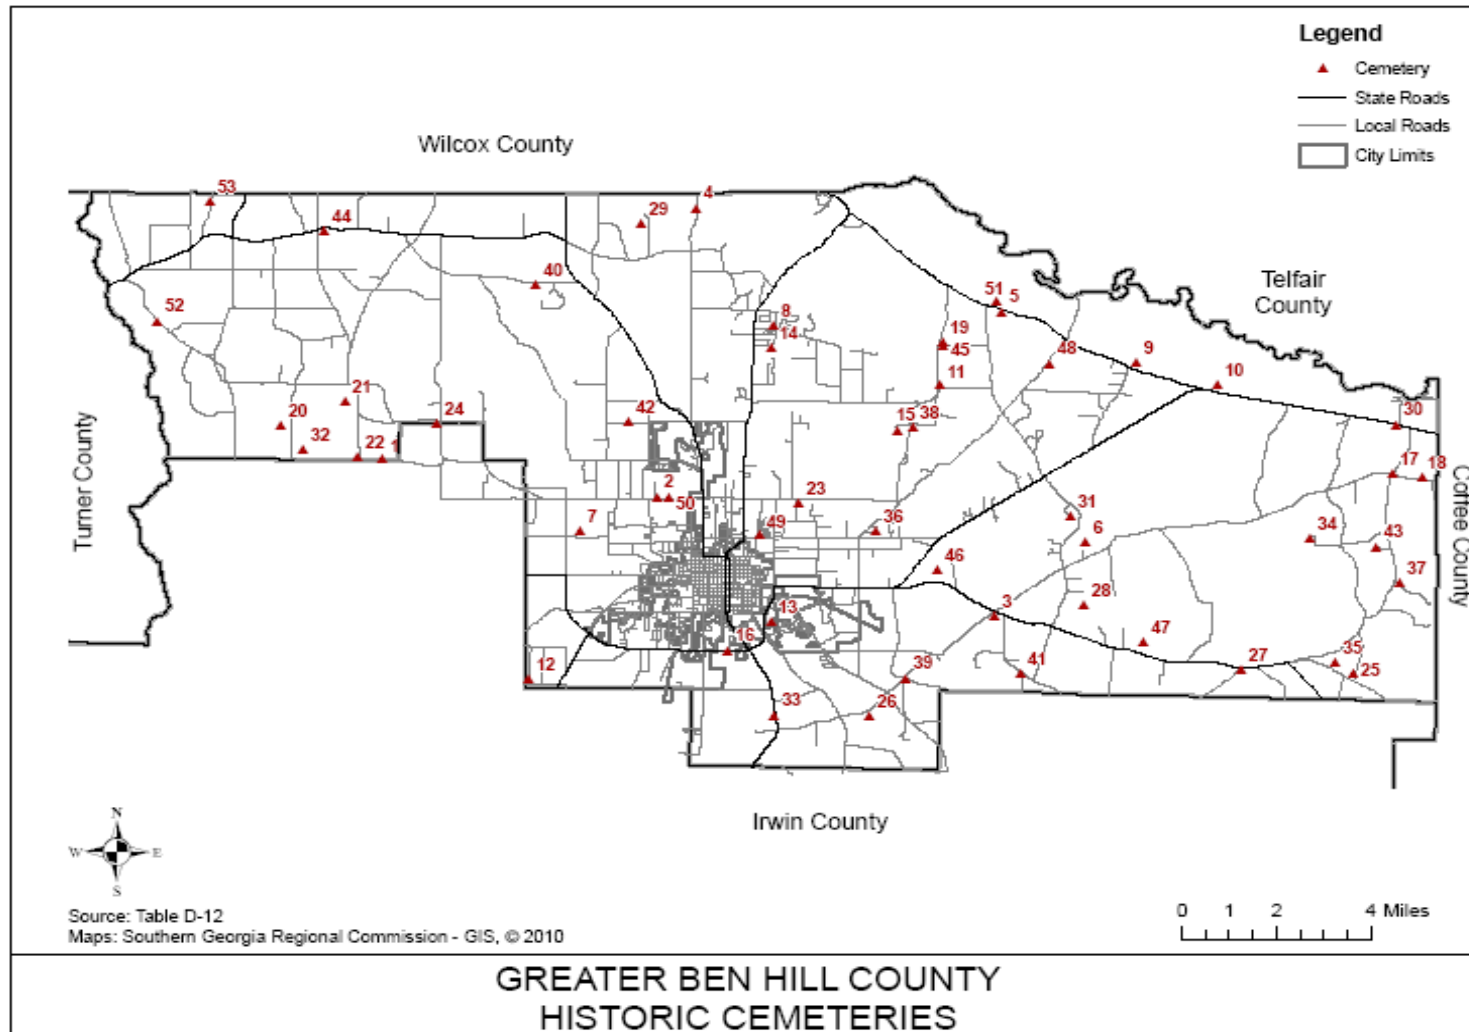 Legend
Cemetery
State Roads
Local Roads
City Limits
Wilcox County
53
4
29
44
40
Telfair
County
51
5
52
8
14
19
45
48
9
10
11
21
20
24
42
15
38
30
32
22
1
17
18
Turner County
Coffee County
2
50
23
7
49
36
31
6
34
43
46
37
28
13
3
16
47
12
39
41
27
35
25
33
26
Irwin County
N
W
E
S
Source: Table D-12
Maps: Southern Georgia Regional Commission - GIS, © 2010
0 1 2 4 Miles
GREATER BEN HILL COUNTY
HISTORIC CEMETERIES